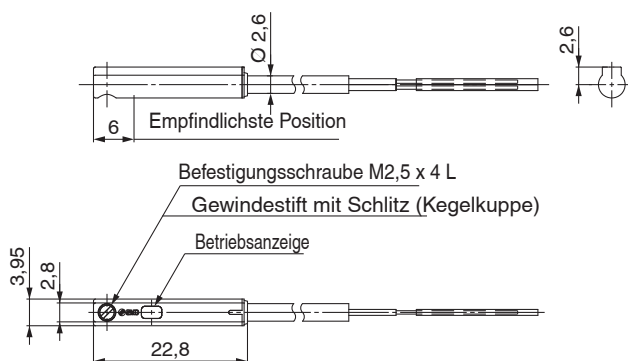 Ø 2,6
2,6
6
Empfindlichste Position
Befestigungsschraube M2,5 x 4 L
Gewindestift mit Schlitz (Kegelkuppe)
Betriebsanzeige
3,95
2,8
22,8